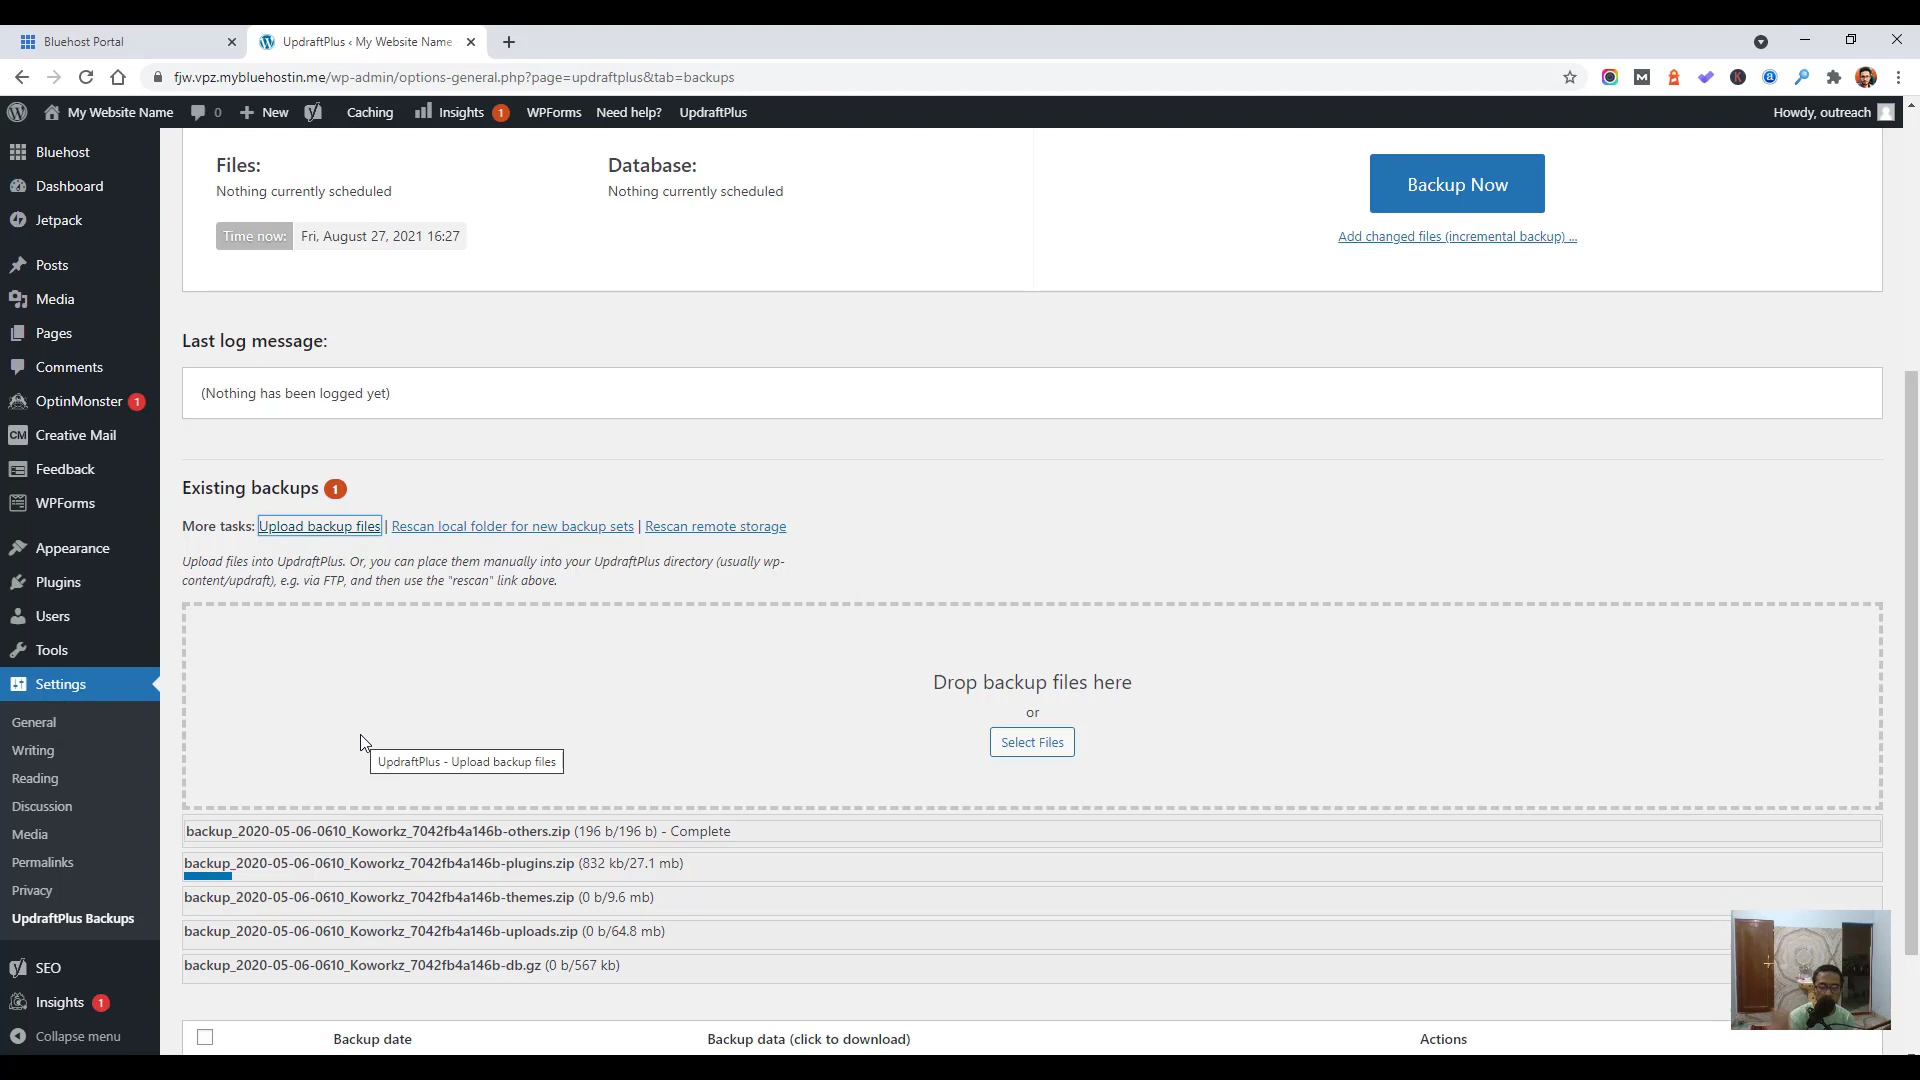 Bluehost Portal
UpdraftPlus ‹ My Website Name
fjw.vpz.mybluehostin.me/wp-admin/options-general.php?page=updraftplus&tab=backups
My Website Name 0 New Caching Insights 1 WPForms Need help? UpdraftPlus Howdy, outreach
Bluehost
Dashboard
Jetpack
Posts
Media
Pages
Comments
OptinMonster 1
CM Creative Mail
Feedback
WPForms
Appearance
Plugins
Users
Tools
Settings
General
Writing
Reading
Discussion
Media
Permalinks
Privacy
UpdraftPlus Backups
SEO
Insights 1
Collapse menu
Files:
Nothing currently scheduled
Database:
Nothing currently scheduled
Time now: Fri, August 27, 2021 16:27
Backup Now
Add changed files (incremental backup) ...
Last log message:
(Nothing has been logged yet)
Existing backups 1
More tasks: Upload backup files | Rescan local folder for new backup sets | Rescan remote storage
Upload files into UpdraftPlus. Or, you can place them manually into your UpdraftPlus directory (usually wp-
content/updraft), e.g. via FTP, and then use the "rescan" link above.
Drop backup files here
or
Select Files
UpdraftPlus - Upload backup files
backup_2020-05-06-0610_Koworkz_7042fb4a146b-others.zip (196 b/196 b) - Complete
backup_2020-05-06-0610_Koworkz_7042fb4a146b-plugins.zip (832 kb/27.1 mb)
backup_2020-05-06-0610_Koworkz_7042fb4a146b-themes.zip (0 b/9.6 mb)
backup_2020-05-06-0610_Koworkz_7042fb4a146b-uploads.zip (0 b/64.8 mb)
backup_2020-05-06-0610_Koworkz_7042fb4a146b-db.gz (0 b/567 kb)
Backup date Backup data (click to download) Actions